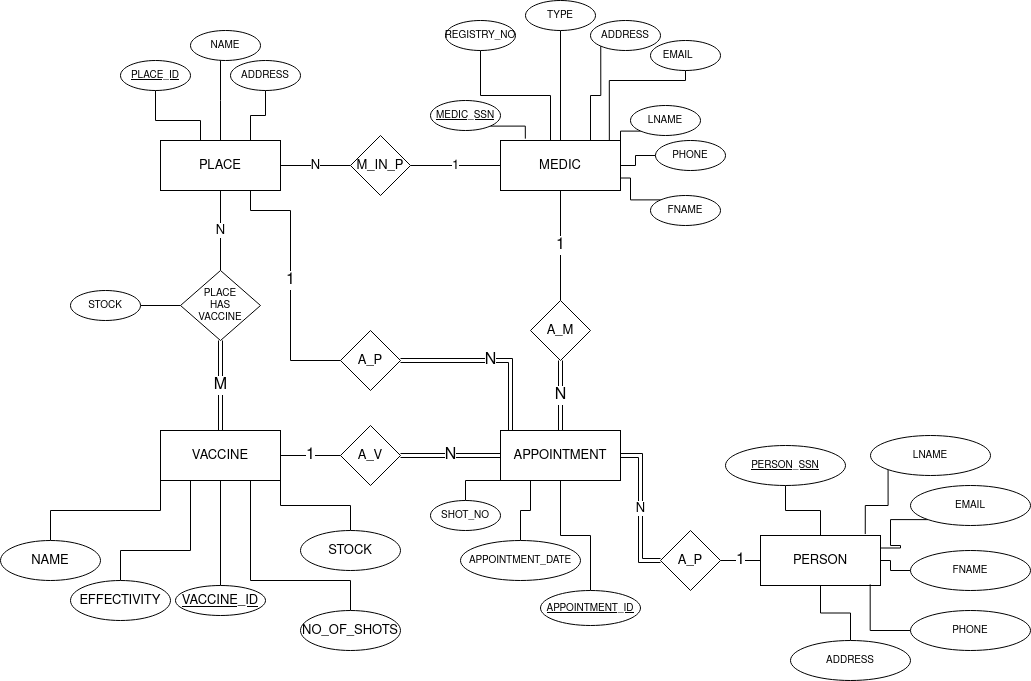 TYPE
REGISTRY_NO
ADDRESS
NAME
EMAIL
PLACE_ID
ADDRESS
MEDIC_SSN
LNAME
PHONE
PLACE
N
M_IN_P
1
MEDIC
FNAME
N
1
1
PLACE
HAS
VACCINE
STOCK
A_M
A_P
N
M
N
VACCINE
1
A_V
N
APPOINTMENT
LNAME
PERSON_SSN
EMAIL
N
SHOT_NO
NAME
STOCK
APPOINTMENT_DATE
A_P
1
PERSON
FNAME
EFFECTIVITY
VACCINE_ID
APPOINTMENT_ID
NO_OF_SHOTS
PHONE
ADDRESS